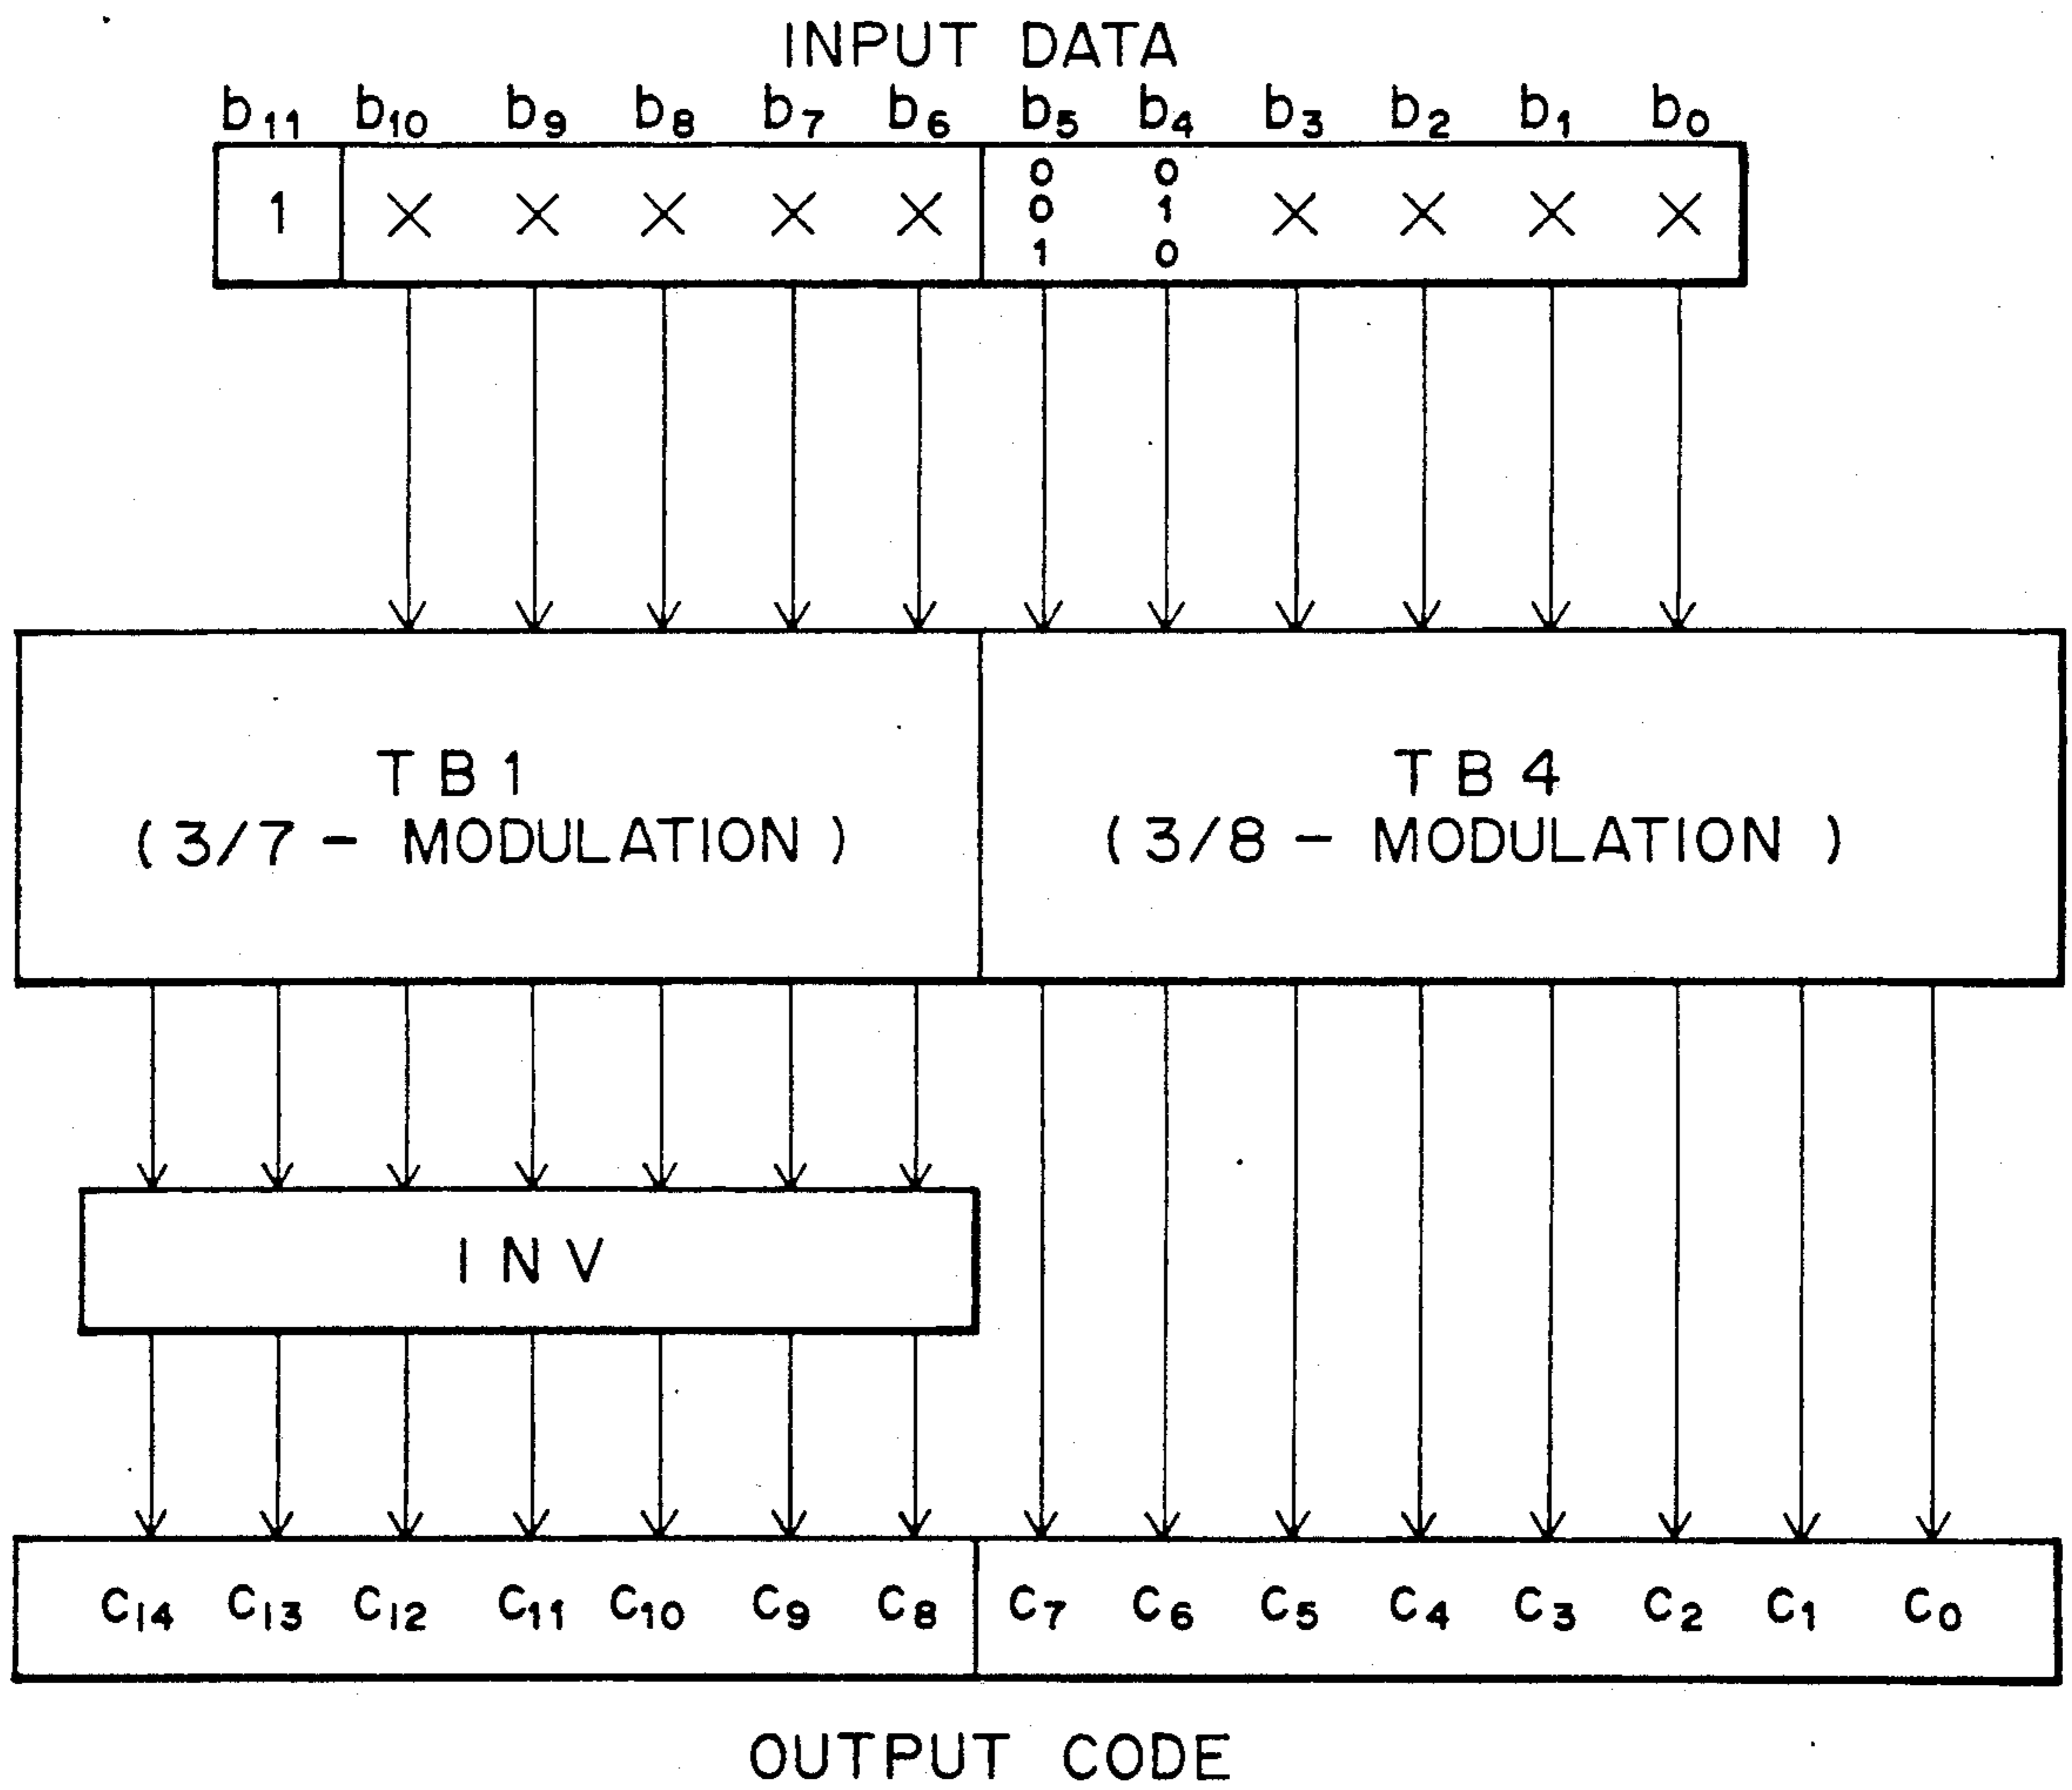 INPUT DATA
b₁₁ b₁₀ b₉ b₈ b₇ b₆ b₅ b₄ b₃ b₂ b₁ b₀
0 0
1 × × × × × 0 1 × × × ×
1 0
TB1 TB4
(3/7 - MODULATION) (3/8 - MODULATION)
INV
C₁₄ C₁₃ C₁₂ C₁₁ C₁₀ C₉ C₈ C₇ C₆ C₅ C₄ C₃ C₂ C₁ C₀
OUTPUT CODE